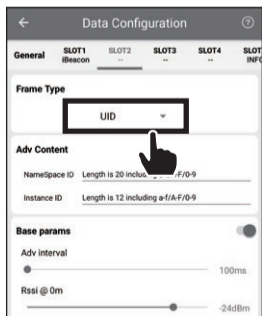 Data Configuration
General SLOT1 SLOT2 SLOT3 SLOT4 SLOT
iBeacon -- -- -- INFO
Frame Type
UID
Adv Content
NameSpace ID Length is 20 including a-f/A-F/0-9
Instance ID Length is 12 including a-f/A-F/0-9
Base params
Adv interval
100ms
Rssi @ 0m
-24dBm